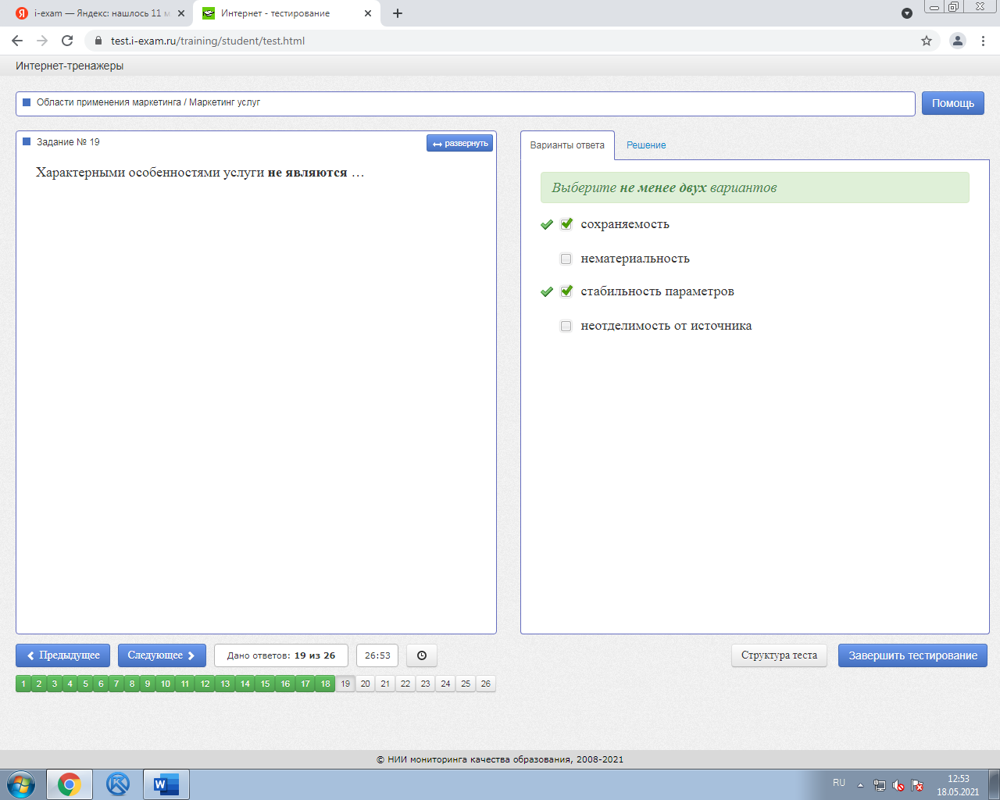 i-exam — Яндекс: нашлось 11 м
Интернет - тестирование
test.i-exam.ru/training/student/test.html
Интернет-тренажеры
Области применения маркетинга / Маркетинг услуг
Помощь
Задание № 19
развернуть
Характерными особенностями услуги не являются …
Варианты ответа
Решение
Выберите не менее двух вариантов
сохраняемость
нематериальность
стабильность параметров
неотделимость от источника
Предыдущее
Следующее
Дано ответов: 19 из 26
26:53
Структура теста
Завершить тестирование
1 2 3 4 5 6 7 8 9 10 11 12 13 14 15 16 17 18 19 20 21 22 23 24 25 26
© НИИ мониторинга качества образования, 2008-2021
RU
12:53
18.05.2021